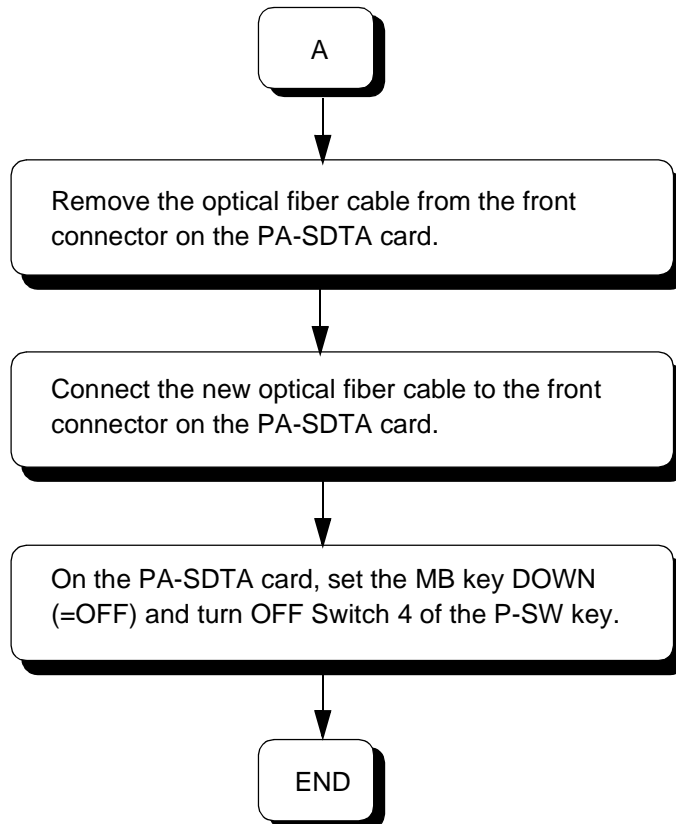 A
Remove the optical fiber cable from the front
connector on the PA-SDTA card.
Connect the new optical fiber cable to the front
connector on the PA-SDTA card.
On the PA-SDTA card, set the MB key DOWN
(=OFF) and turn OFF Switch 4 of the P-SW key.
END